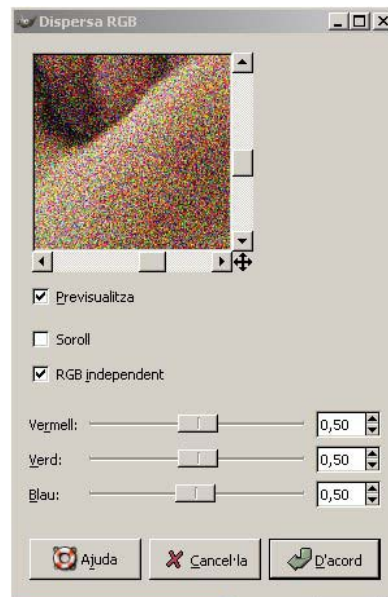 Dispersa RGB
Previsualitza
Soroll
RGB independent
Vermell: 0,50
Verd: 0,50
Blau: 0,50
Ajuda Cancel·la D'acord